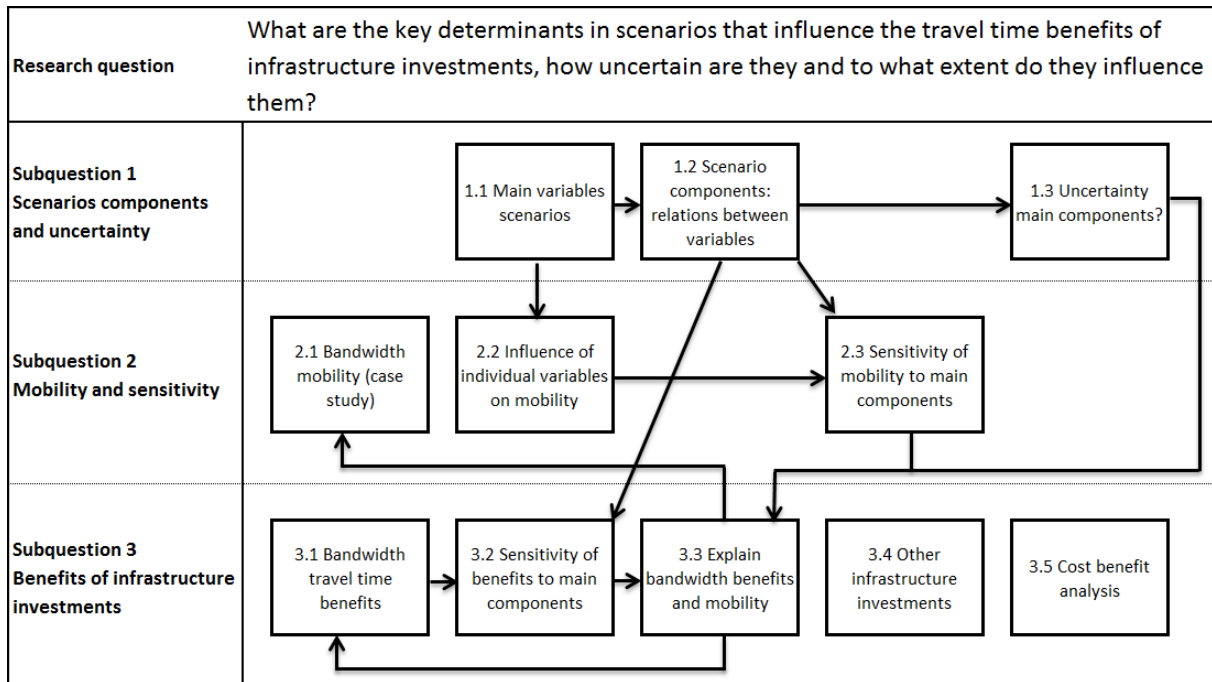 Research question
What are the key determinants in scenarios that influence the travel time benefits of
infrastructure investments, how uncertain are they and to what extent do they influence
them?
Subquestion 1
Scenarios components
and uncertainty
1.1 Main variables
scenarios
1.2 Scenario
components:
relations between
variables
1.3 Uncertainty
main components?
Subquestion 2
Mobility and sensitivity
2.1 Bandwidth
mobility (case
study)
2.2 Influence of
individual variables
on mobility
2.3 Sensitivity of
mobility to main
components
Subquestion 3
Benefits of infrastructure
investments
3.1 Bandwidth
travel time
benefits
3.2 Sensitivity of
benefits to main
components
3.3 Explain
bandwidth benefits
and mobility
3.4 Other
infrastructure
investments
3.5 Cost benefit
analysis